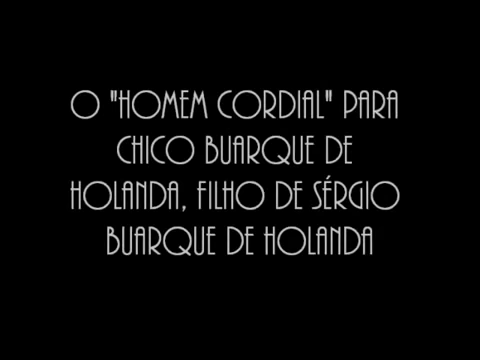 O "HOMEM CORDIAL" PARA
CHICO BUARQUE DE
HOLANDA, FILHO DE SÉRGIO
BUARQUE DE HOLANDA